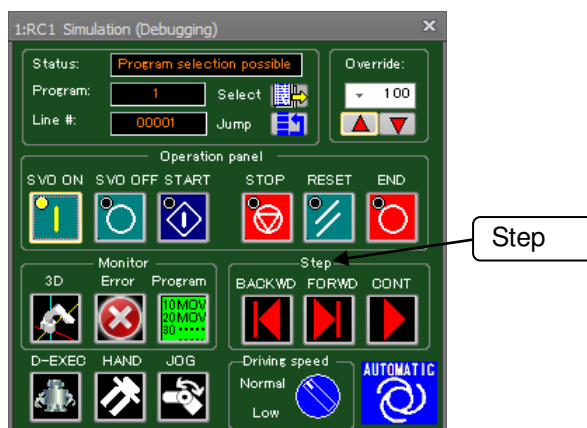 1:RC1 Simulation (Debugging)
Status: Program selection possible
Override:
Program: 1 Select
100
Line #: 00001 Jump
Operation panel
SVO ON SVO OFF START STOP RESET END
Step
Monitor
Step
3D Error Program
BACKWD FORWD CONT
10MOV
20MOV
30 ·····
D-EXEC HAND JOG
Driving speed
Normal
Low
AUTOMATIC